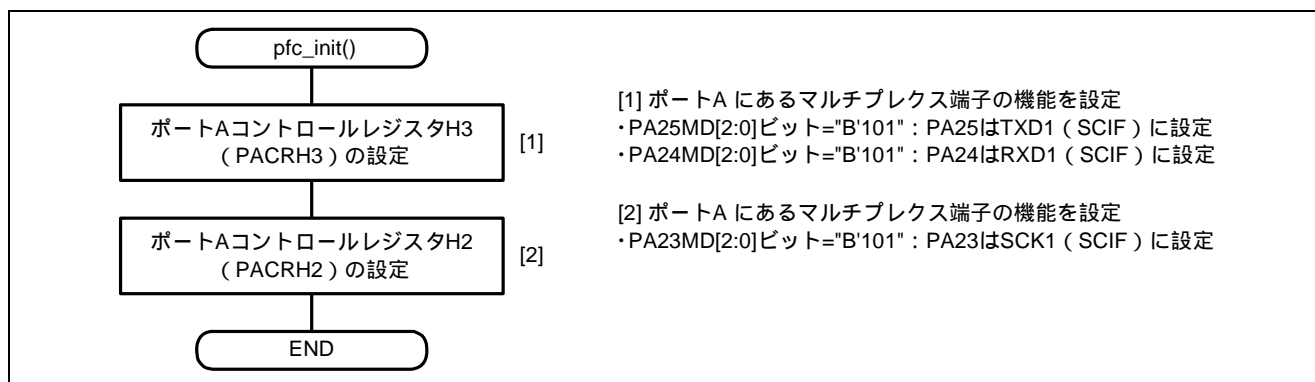 pfc_init()
ポートAコントロールレジスタH3
（PACRH3）の設定
[1]
ポートAコントロールレジスタH2
（PACRH2）の設定
[2]
END
[1] ポートA にあるマルチプレクス端子の機能を設定
・PA25MD[2:0]ビット="B'101"：PA25はTXD1（SCIF）に設定
・PA24MD[2:0]ビット="B'101"：PA24はRXD1（SCIF）に設定
[2] ポートA にあるマルチプレクス端子の機能を設定
・PA23MD[2:0]ビット="B'101"：PA23はSCK1（SCIF）に設定